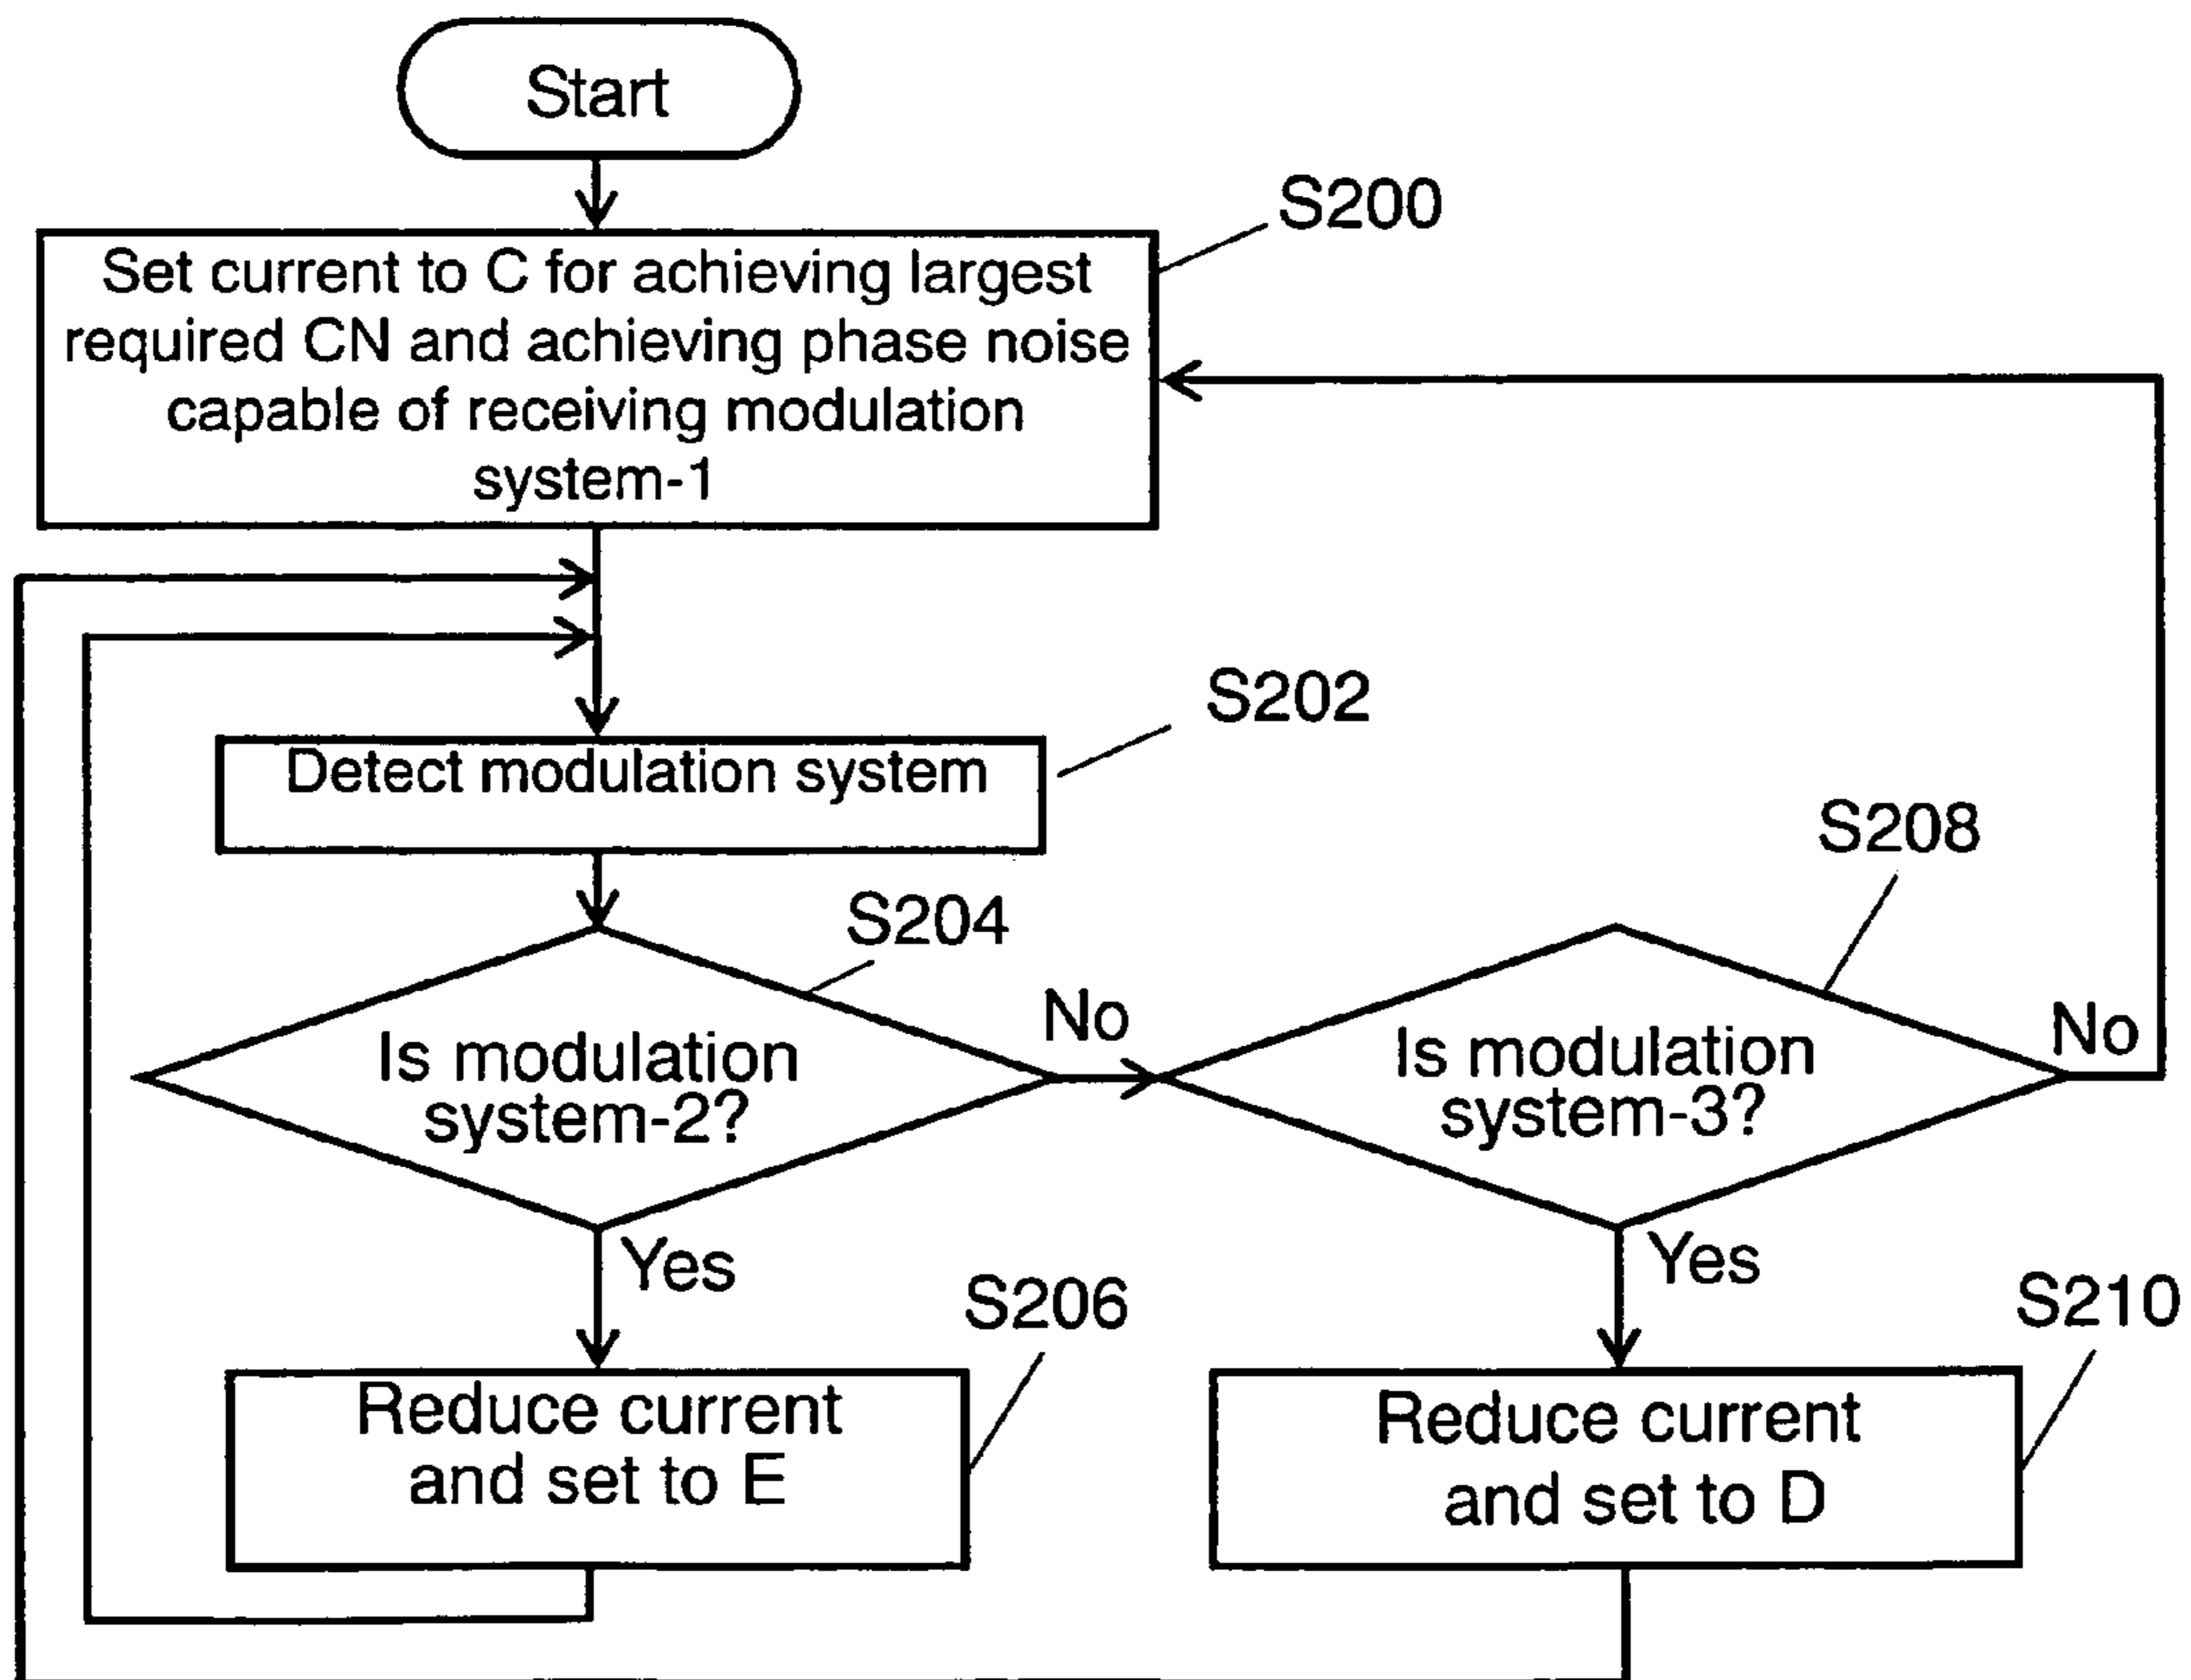 Start
S200
Set current to C for achieving largest
required CN and achieving phase noise
capable of receiving modulation
system-1
S202
Detect modulation system
S204
S208
Is modulation
system-2?
No
Is modulation
system-3?
No
Yes
Yes
S206
S210
Reduce current
and set to E
Reduce current
and set to D